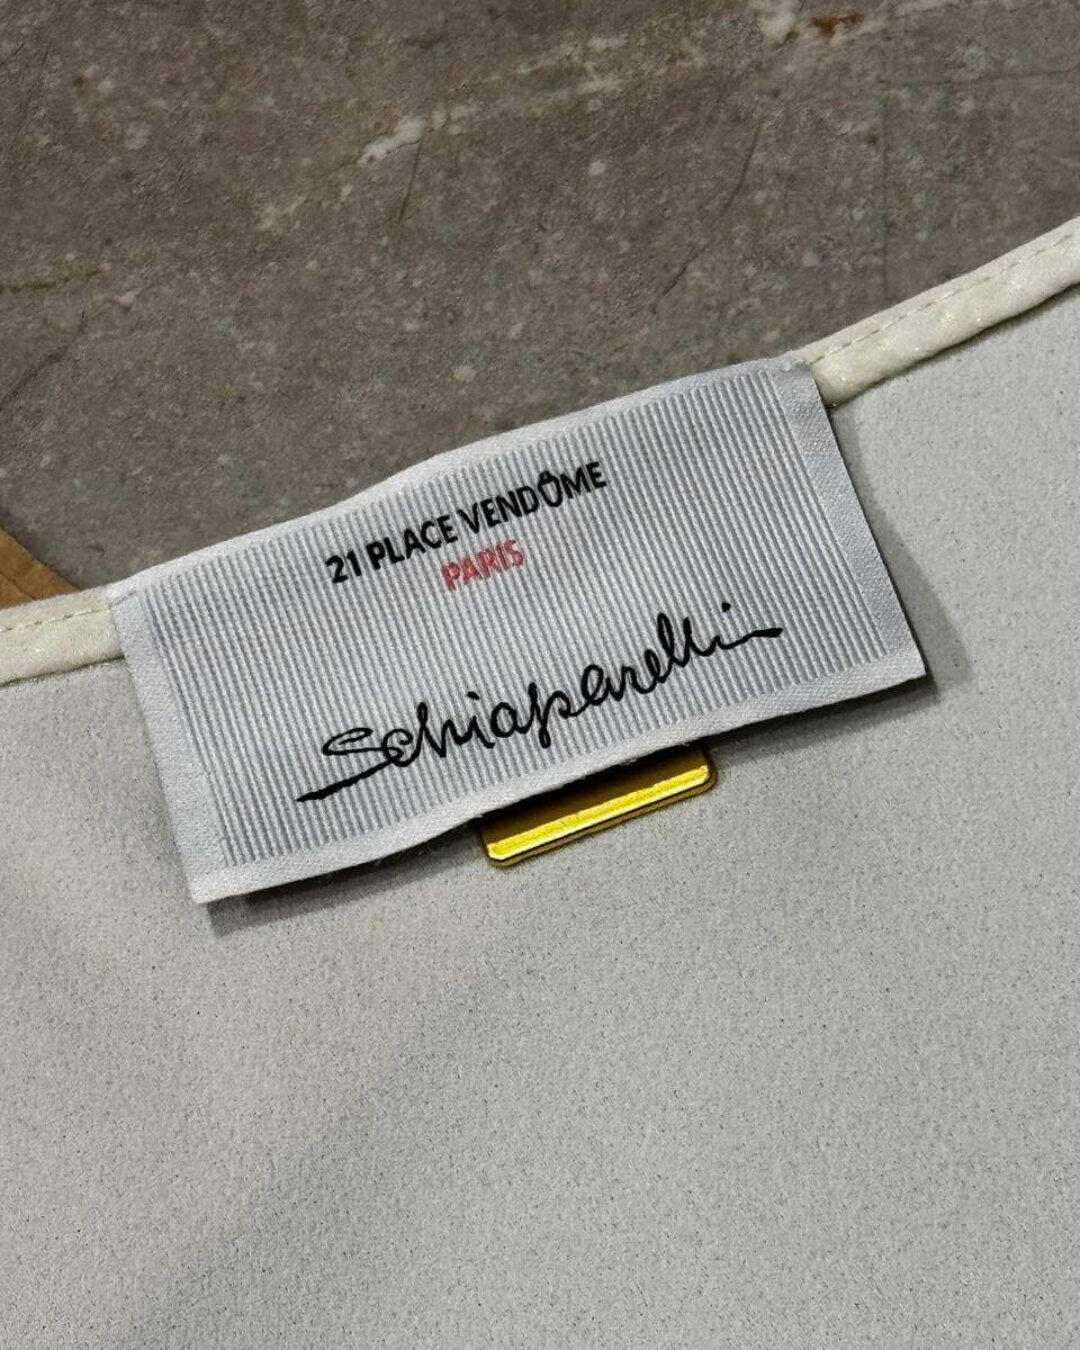 21 PLACE VENDÔME
PARIS
Schiaparelli